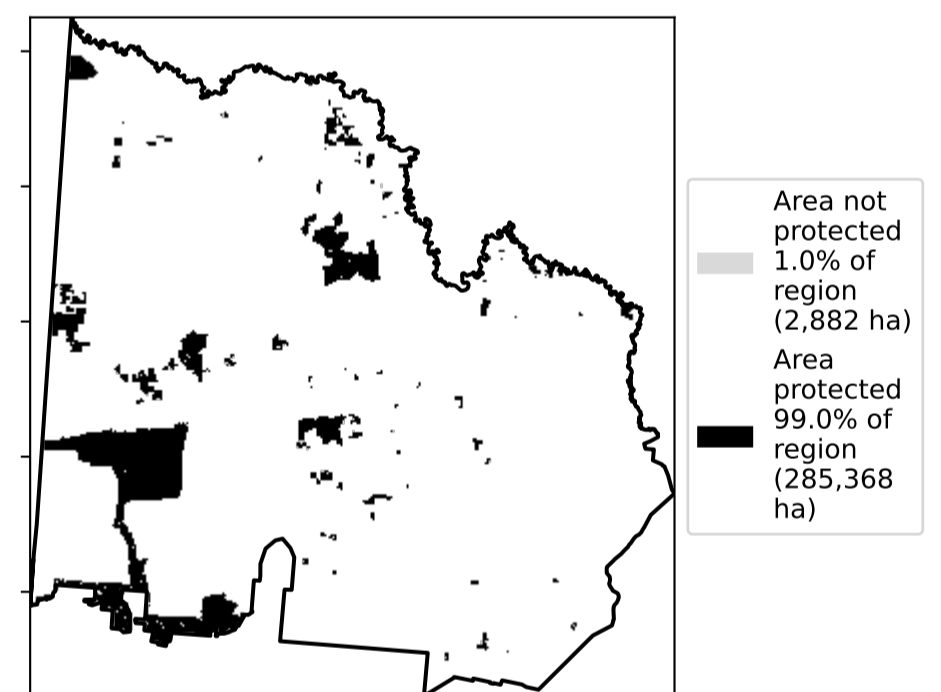 Area not
protected
1.0% of
region
(2,882 ha)
Area
protected
99.0% of
region
(285,368
ha)